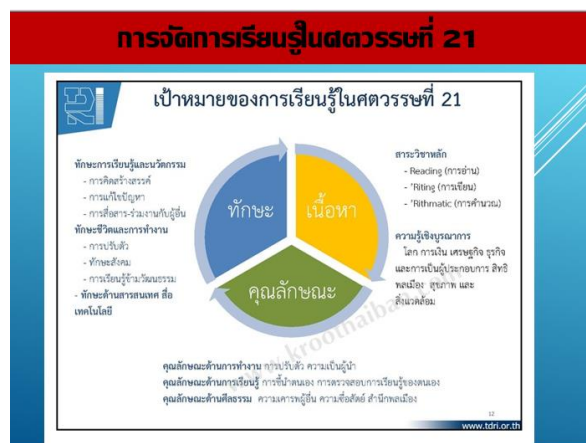 การจัดการเรียนรู้ในศตวรรษที่ 21
เป้าหมายของการเรียนรู้ในศตวรรษที่ 21
ทักษะการเรียนรู้และนวัตกรรม
- การคิดสร้างสรรค์
- การแก้ไขปัญหา
- การสื่อสาร-ร่วมงานกับผู้อื่น
ทักษะชีวิตและการทำงาน
- การปรับตัว
- ทักษะสังคม
- การเรียนรู้ข้ามวัฒนธรรม
- ทักษะด้านสารสนเทศ สื่อ
เทคโนโลยี
ทักษะ
เนื้อหา
คุณลักษณะ
สาระวิชาหลัก
- Reading (การอ่าน)
- 'Riting (การเขียน)
- 'Rithmatic (การคำนวณ)
ความรู้เชิงบูรณาการ
โลก การเงิน เศรษฐกิจ ธุรกิจ
และการเป็นผู้ประกอบการ สิทธิ
พลเมือง สุขภาพ และ
สิ่งแวดล้อม
คุณลักษณะด้านการทำงาน การปรับตัว ความเป็นผู้นำ
คุณลักษณะด้านการเรียนรู้ การชี้นำตนเอง การตรวจสอบการเรียนรู้ของตนเอง
คุณลักษณะด้านศีลธรรม ความเคารพผู้อื่น ความซื่อสัตย์ สำนึกพลเมือง
www.kroothaiban.com
12
www.tdri.or.th